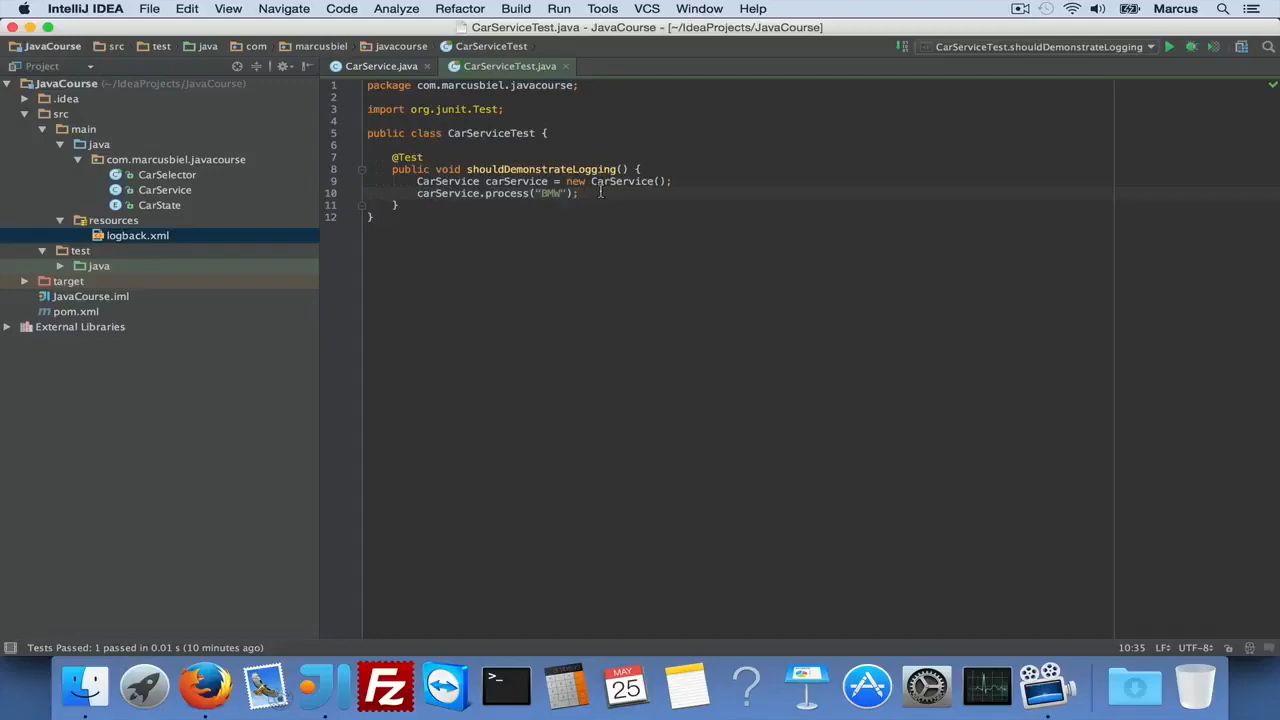 IntelliJ IDEA File Edit View Navigate Code Analyze Refactor Build Run Tools VCS Window Help Marcus
CarServiceTest.java - JavaCourse - [~/IdeaProjects/JavaCourse]
JavaCourse src test java com marcusbiel javacourse CarServiceTest CarServiceTest.shouldDemonstrateLogging
Project CarService.java CarServiceTest.java
JavaCourse (~/IdeaProjects/JavaCourse)
.idea
src
main
java
com.marcusbiel.javacourse
CarSelector
CarService
CarState
resources
logback.xml
test
java
target
JavaCourse.iml
pom.xml
External Libraries
1 package com.marcusbiel.javacourse;
2
3 import org.junit.Test;
4
5 public class CarServiceTest {
6
7 @Test
8 public void shouldDemonstrateLogging() {
9 CarService carService = new CarService();
10 carService.process("BMW");
11 }
12 }
Tests Passed: 1 passed in 0.01 s (10 minutes ago) 10:35 LF UTF-8
MAY
25